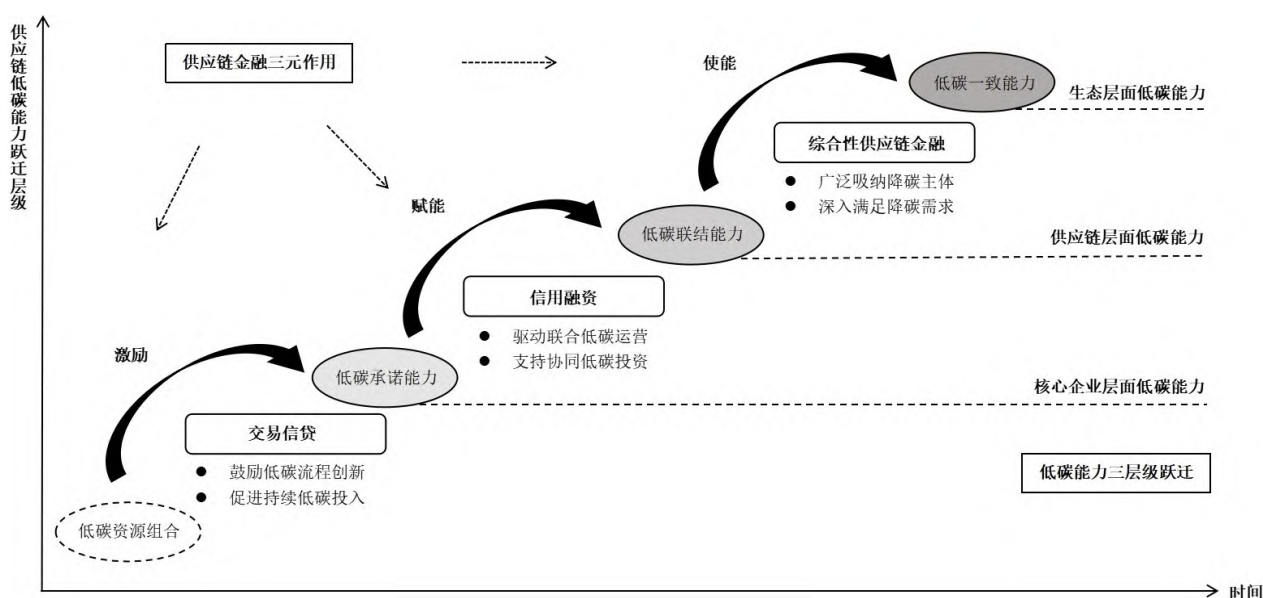 供应链低碳能力跃迁层级
供应链金融三元作用
使能
低碳一致能力
生态层面低碳能力
综合性供应链金融
● 广泛吸纳降碳主体
● 深入满足降碳需求
赋能
低碳联结能力
供应链层面低碳能力
信用融资
● 驱动联合低碳运营
● 支持协同低碳投资
激励
低碳承诺能力
核心企业层面低碳能力
交易信贷
● 鼓励低碳流程创新
● 促进持续低碳投入
低碳能力三层级跃迁
低碳资源组合
时间